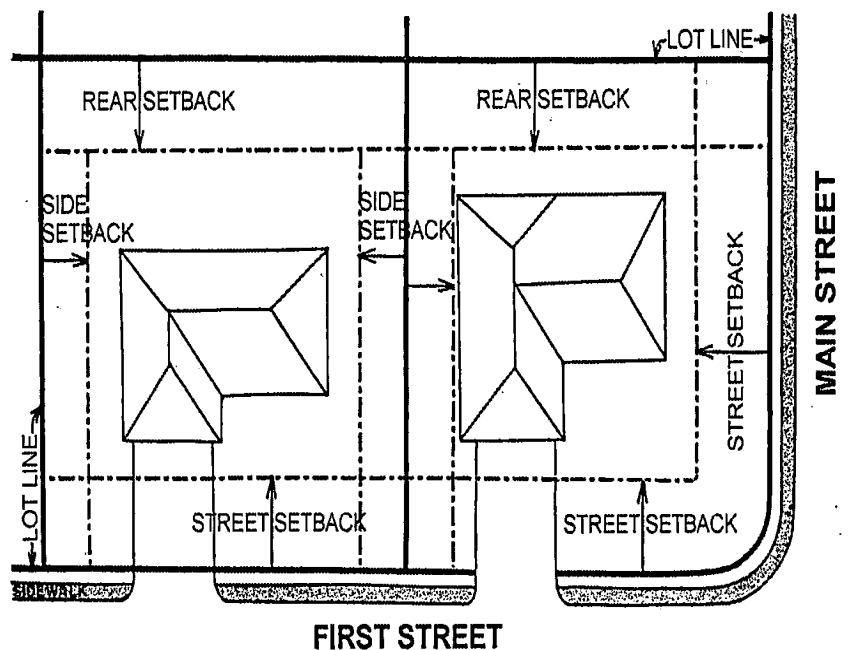 LOT LINE
REAR SETBACK
REAR SETBACK
SIDE
SETBACK
SIDE
SETBACK
STREET SETBACK
MAIN STREET
LOT LINE
STREET SETBACK
STREET SETBACK
SIDEWALK
FIRST STREET